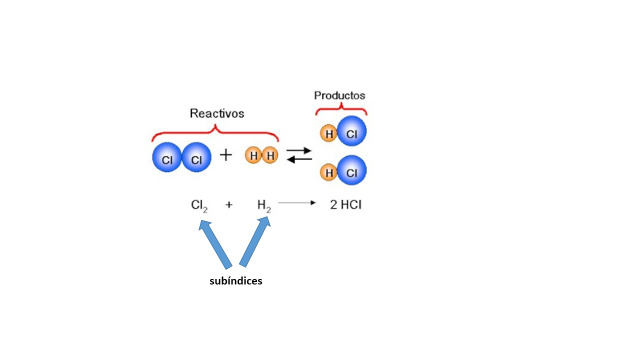 Productos
Reactivos
H Cl
Cl Cl + H H
H Cl
Cl₂ + H₂ → 2 HCl
subíndices